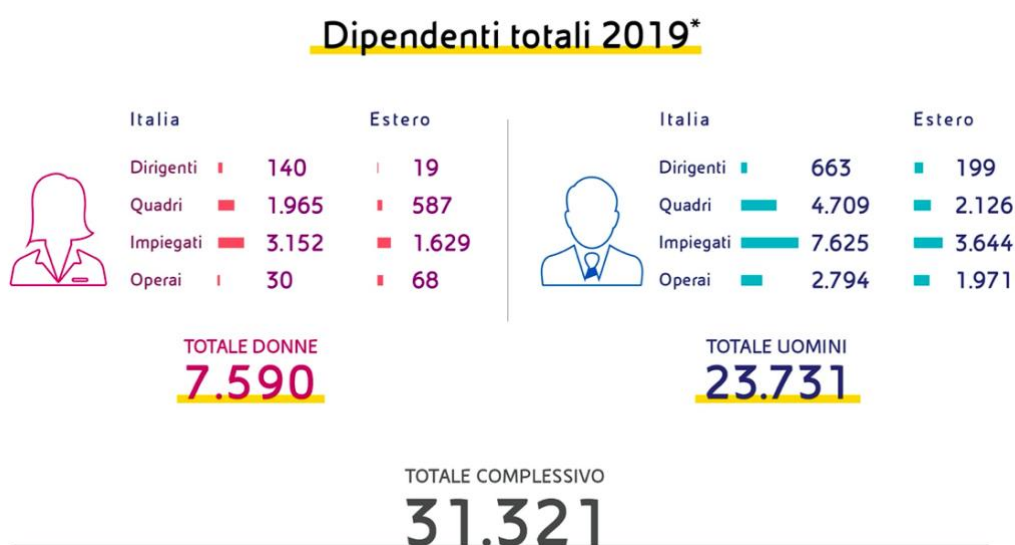 Dipendenti totali 2019*
Italia Estero
Dirigenti 140 19
Quadri 1.965 587
Impiegati 3.152 1.629
Operai 30 68
TOTALE DONNE
7.590
Italia Estero
Dirigenti 663 199
Quadri 4.709 2.126
Impiegati 7.625 3.644
Operai 2.794 1.971
TOTALE UOMINI
23.731
TOTALE COMPLESSIVO
31.321